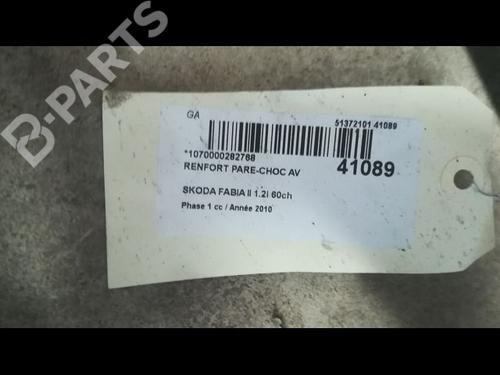 B-PARTS
GA
51372101 41089
*1070000282768
41089
RENFORT PARE-CHOC AV
SKODA FABIA II 1.2i 60ch
Phase 1 cc / Année 2010